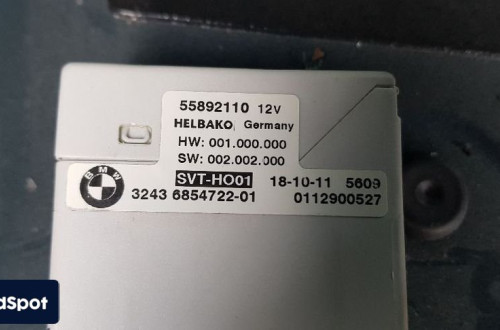 55892110 12V
HELBAKO, Germany
HW: 001.000.000
SW: 002.002.000
SVT-HO01 18-10-11 5609
BMW
3243 6854722-01 0112900527
dSpot